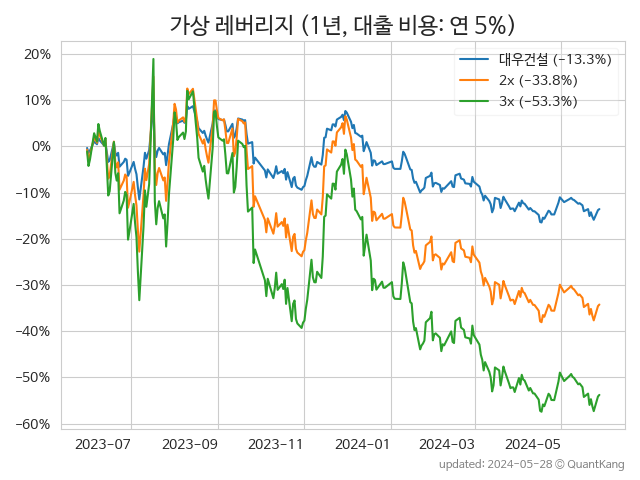 가상 레버리지 (1년, 대출 비용: 연 5%)
대우건설 (−13.3%)
2x (−33.8%)
3x (−53.3%)
20%
10%
0%
−10%
−20%
−30%
−40%
−50%
−60%
2023-07 2023-09 2023-11 2024-01 2024-03 2024-05
updated: 2024-05-28 © QuantKang